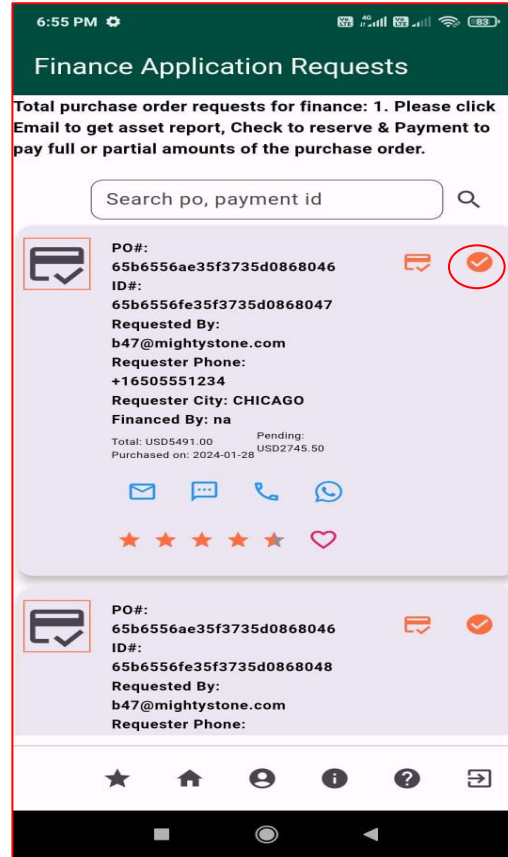 6:55 PM
4G
83
Finance Application Requests
Total purchase order requests for finance: 1. Please click
Email to get asset report, Check to reserve & Payment to
pay full or partial amounts of the purchase order.
Search po, payment id
PO#:
65b6556ae35f3735d0868046
ID#:
65b6556fe35f3735d0868047
Requested By:
b47@mightystone.com
Requester Phone:
+16505551234
Requester City: CHICAGO
Financed By: na
Total: USD5491.00
Purchased on: 2024-01-28
Pending:
USD2745.50
PO#:
65b6556ae35f3735d0868046
ID#:
65b6556fe35f3735d0868048
Requested By:
b47@mightystone.com
Requester Phone: